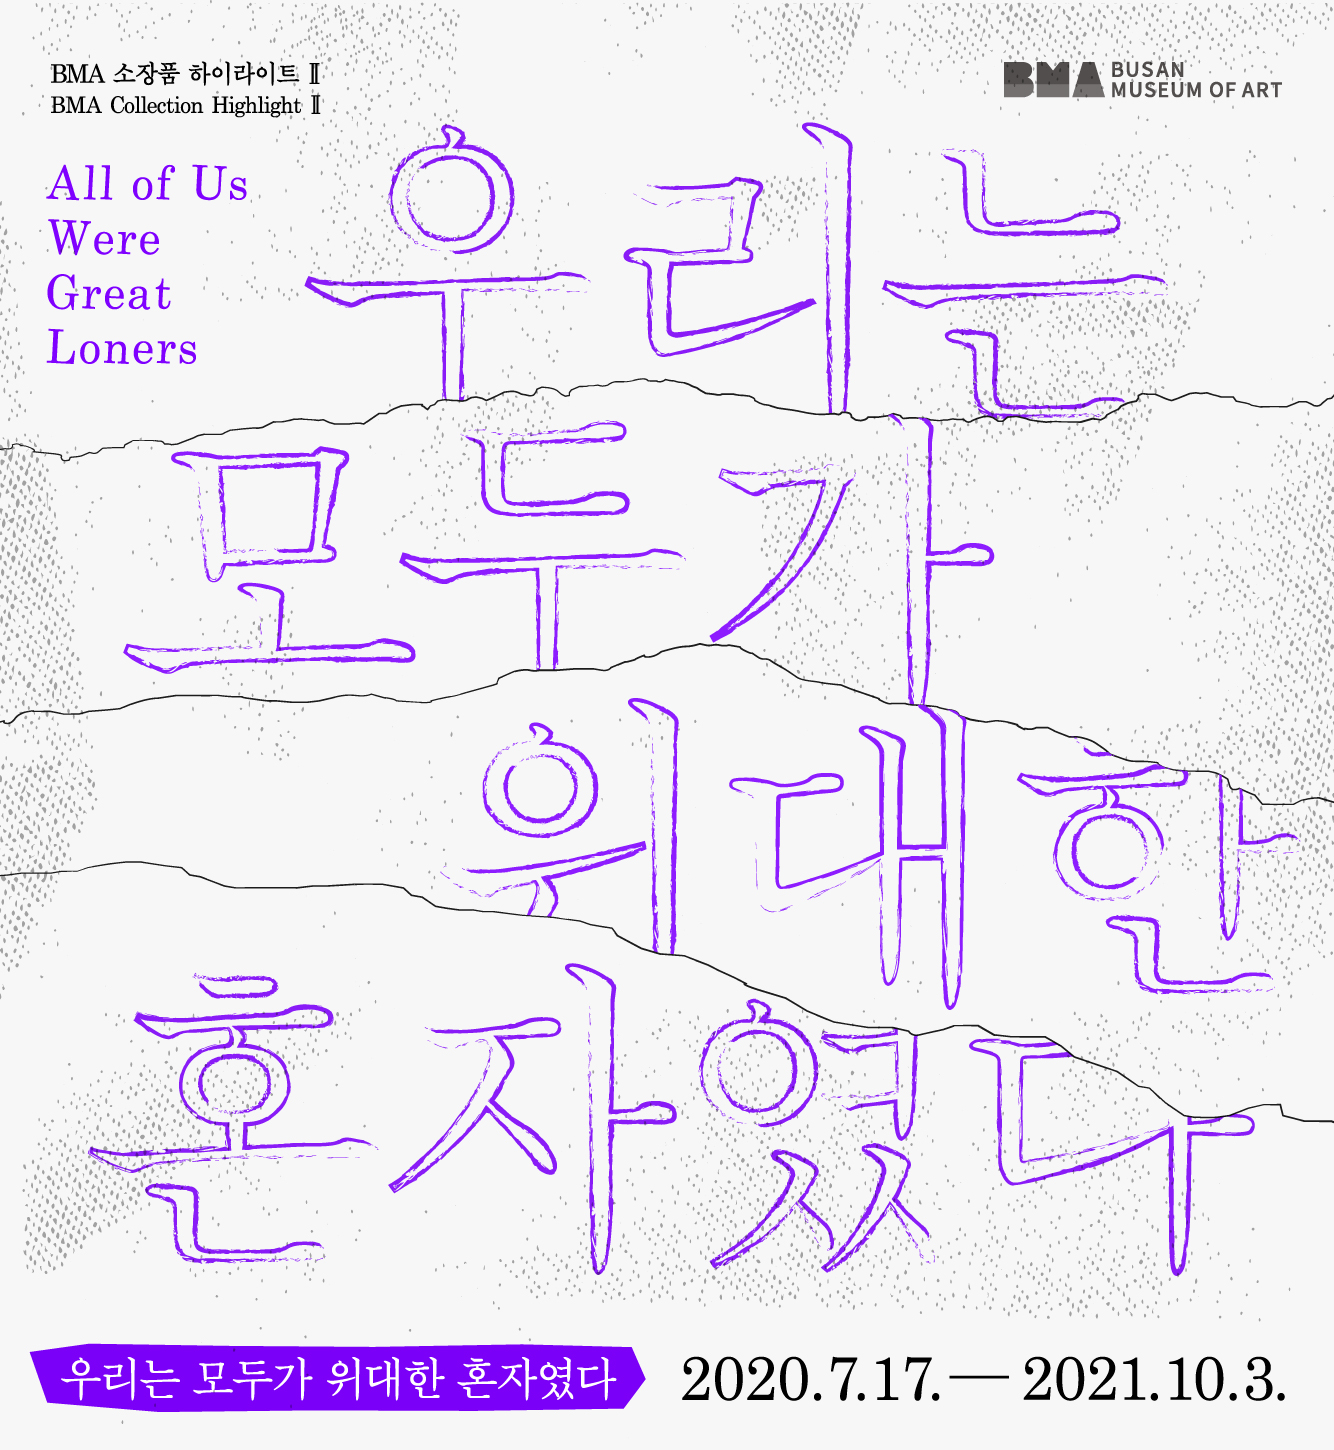 BMA 소장품 하이라이트 Ⅱ
BMA Collection Highlight Ⅱ
BMA BUSAN
MUSEUM OF ART
All of Us
Were
Great
Loners
우리는
모두가
위대한
혼자였다
우리는 모두가 위대한 혼자였다 2020.7.17.—2021.10.3.